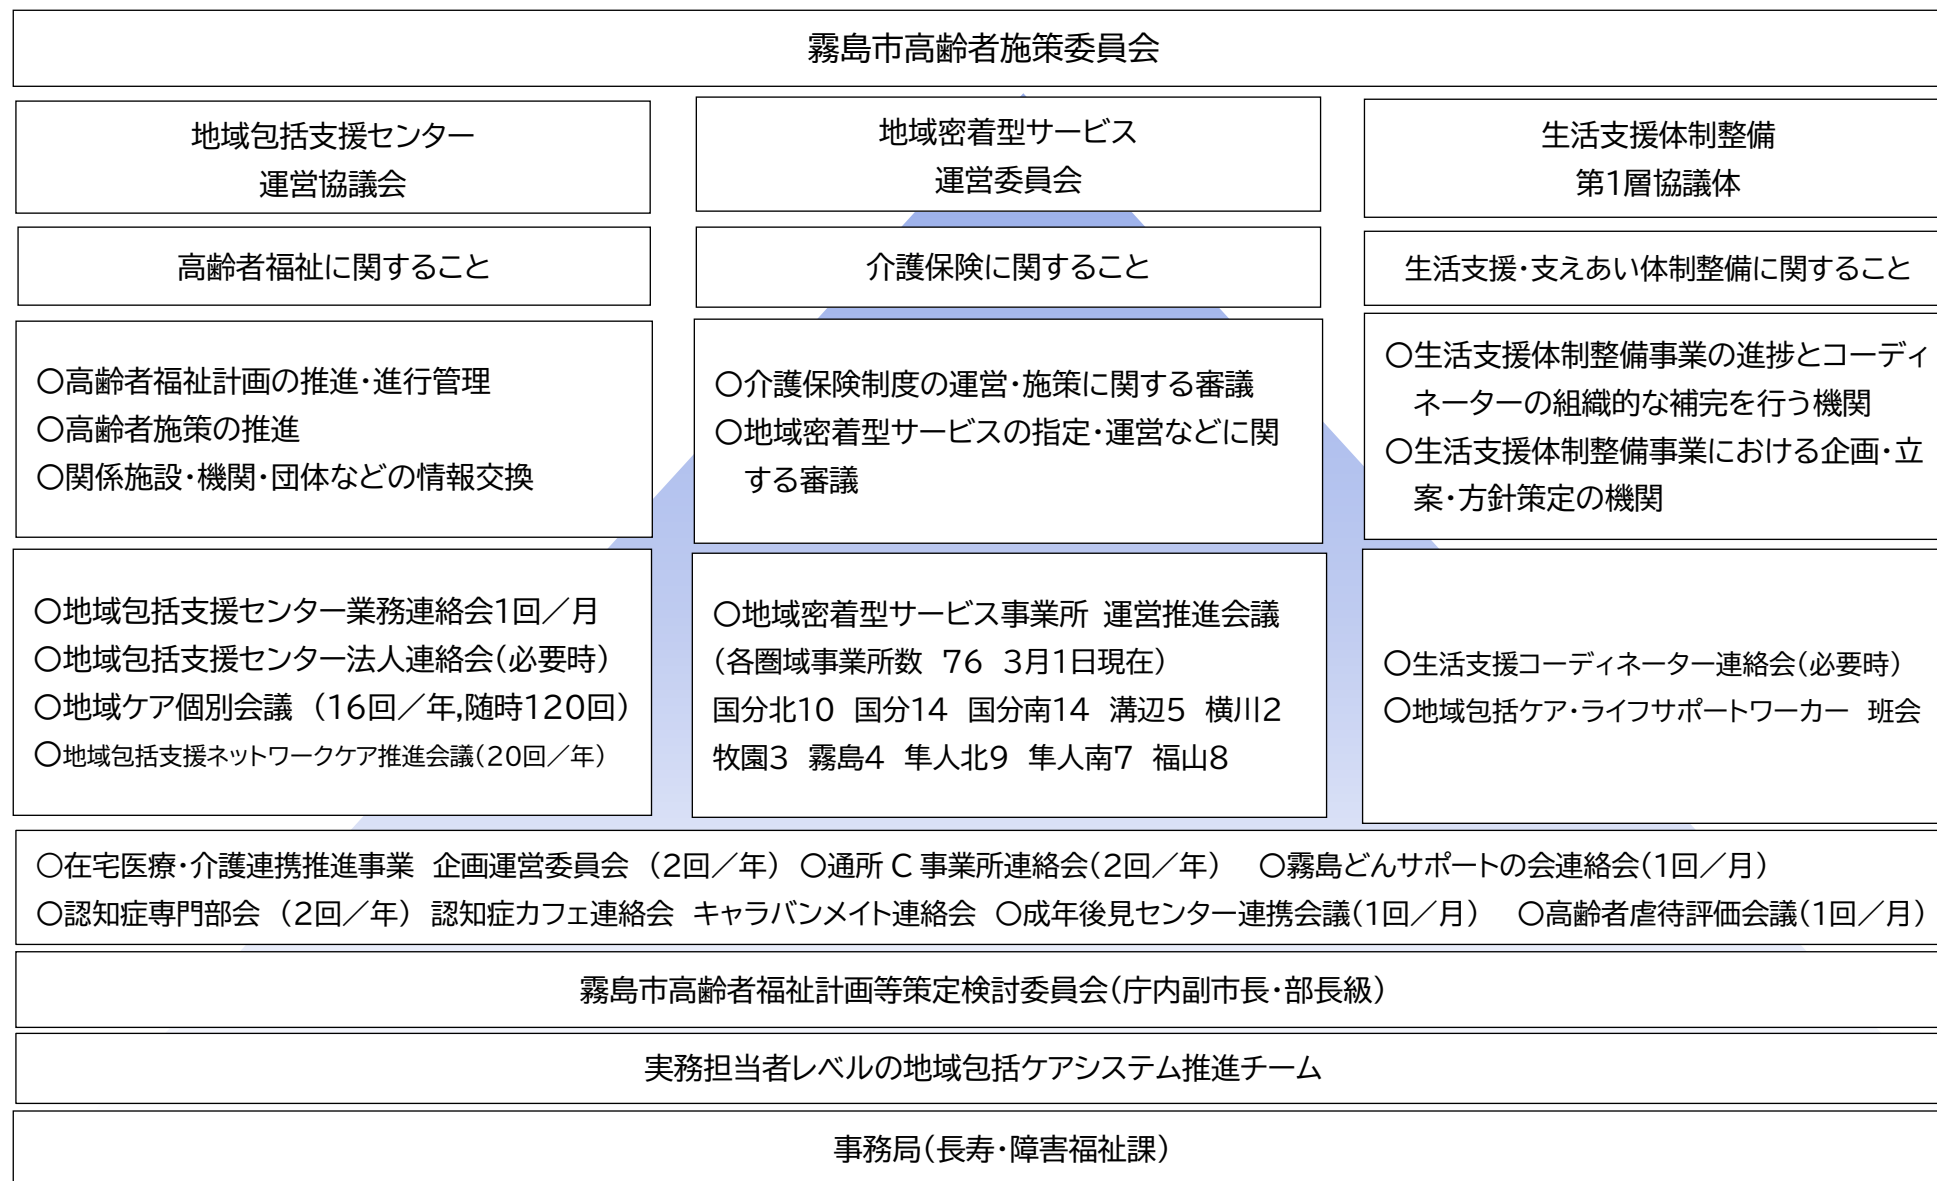 霧島市高齢者施策委員会
地域包括支援センター
運営協議会
地域密着型サービス
運営委員会
生活支援体制整備
第1層協議体
高齢者福祉に関すること
介護保険に関すること
生活支援・支えあい体制整備に関すること
〇高齢者福祉計画の推進・進行管理
〇高齢者施策の推進
〇関係施設・機関・団体などの情報交換
〇介護保険制度の運営・施策に関する審議
〇地域密着型サービスの指定・運営などに関
する審議
〇生活支援体制整備事業の進捗とコーディ
ネーターの組織的な補完を行う機関
〇生活支援体制整備事業における企画・立
案・方針策定の機関
〇地域包括支援センター業務連絡会1回／月
〇地域包括支援センター法人連絡会(必要時)
〇地域ケア個別会議 (16回／年,随時120回)
〇地域包括支援ネットワークケア推進会議(20回／年)
〇地域密着型サービス事業所 運営推進会議
(各圏域事業所数 76 3月1日現在)
国分北10 国分14 国分南14 溝辺5 横川2
牧園3 霧島4 隼人北9 隼人南7 福山8
〇生活支援コーディネーター連絡会(必要時)
〇地域包括ケア・ライフサポートワーカー 班会
〇在宅医療・介護連携推進事業 企画運営委員会 (2回／年) 〇通所 C 事業所連絡会(2回／年) 〇霧島どんサポートの会連絡会(1回／月)
〇認知症専門部会 (2回／年) 認知症カフェ連絡会 キャラバンメイト連絡会 〇成年後見センター連携会議(1回／月) 〇高齢者虐待評価会議(1回／月)
霧島市高齢者福祉計画等策定検討委員会(庁内副市長・部長級)
実務担当者レベルの地域包括ケアシステム推進チーム
事務局(長寿・障害福祉課)